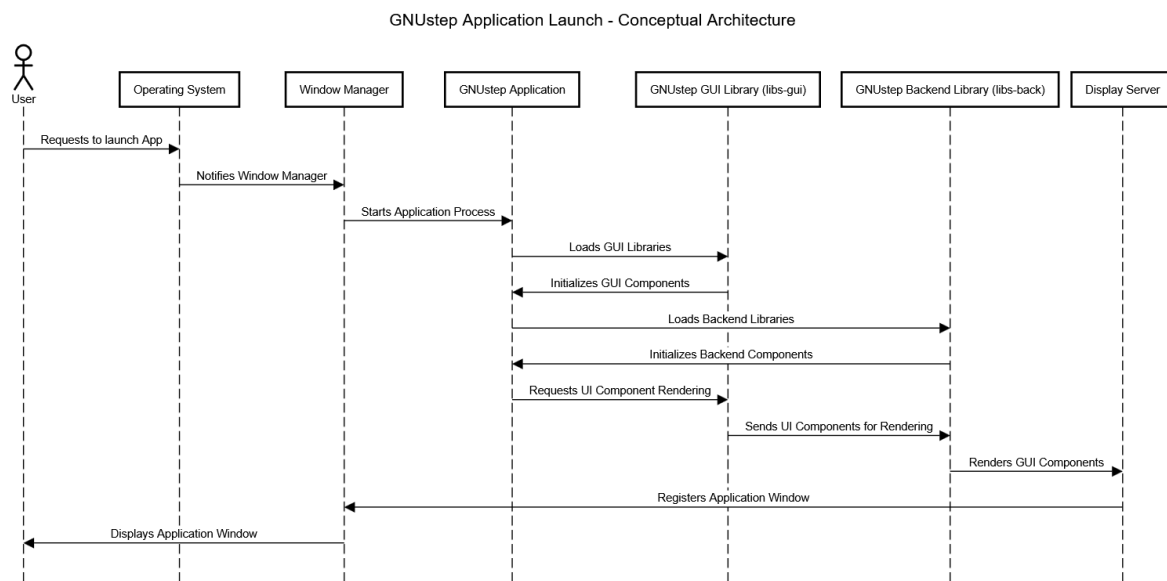 GNUstep Application Launch - Conceptual Architecture
User
Operating System
Window Manager
GNUstep Application
GNUstep GUI Library (libs-gui)
GNUstep Backend Library (libs-back)
Display Server
Requests to launch App
Notifies Window Manager
Starts Application Process
Loads GUI Libraries
Initializes GUI Components
Loads Backend Libraries
Initializes Backend Components
Requests UI Component Rendering
Sends UI Components for Rendering
Renders GUI Components
Registers Application Window
Displays Application Window